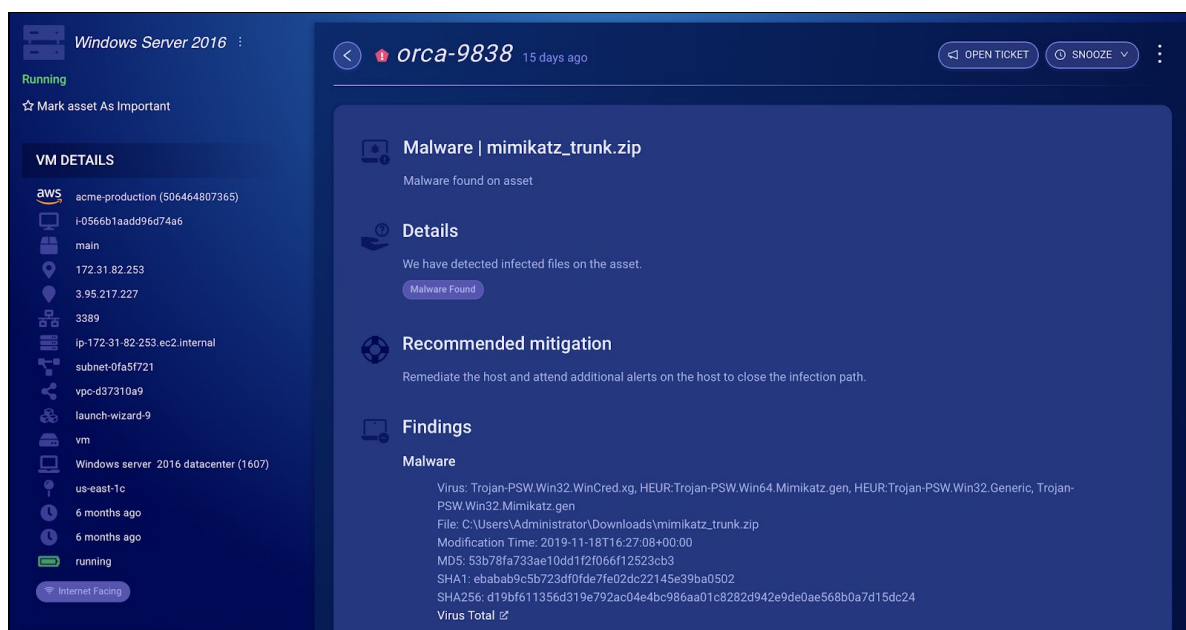 Windows Server 2016
Running
Mark asset As Important
VM DETAILS
aws acme-production (506464807365)
i-0566b1aadd96d74a6
main
172.31.82.253
3.95.217.227
3389
ip-172-31-82-253.ec2.internal
subnet-0fa5f721
vpc-d37310a9
launch-wizard-9
vm
Windows server 2016 datacenter (1607)
us-east-1c
6 months ago
6 months ago
running
Internet Facing
orca-9838 15 days ago
OPEN TICKET
SNOOZE
Malware | mimikatz_trunk.zip
Malware found on asset
Details
We have detected infected files on the asset.
Malware Found
Recommended mitigation
Remediate the host and attend additional alerts on the host to close the infection path.
Findings
Malware
Virus: Trojan-PSW.Win32.WinCred.xg, HEUR:Trojan-PSW.Win64.Mimikatz.gen, HEUR:Trojan-PSW.Win32.Generic, Trojan-
PSW.Win32.Mimikatz.gen
File: C:\Users\Administrator\Downloads\mimikatz_trunk.zip
Modification Time: 2019-11-18T16:27:08+00:00
MD5: 53b78fa733ae10dd1f2f066f12523cb3
SHA1: ebabab9c5b723df0fde7fe02dc22145e39ba0502
SHA256: d19bf611356d319e792ac04e4bc986aa01c8282d942e9de0ae568b0a7d15dc24
Virus Total